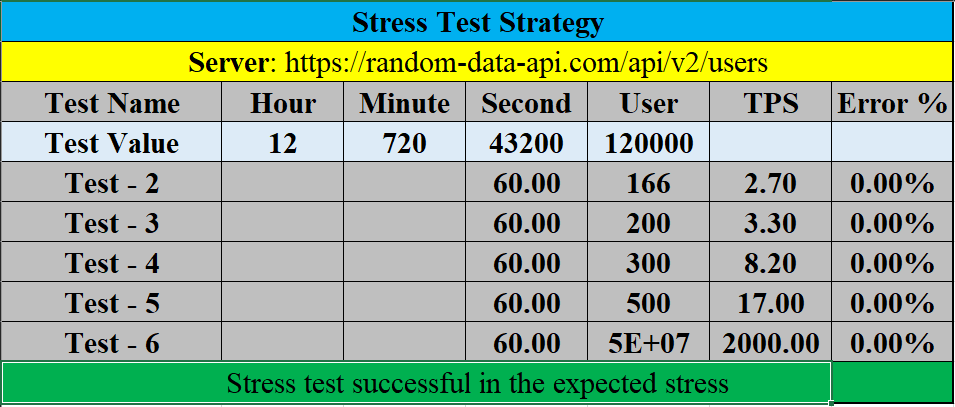 Stress Test Strategy
Server: https://random-data-api.com/api/v2/users
Test Name Hour Minute Second User TPS Error %
Test Value 12 720 43200 120000
Test - 2 60.00 166 2.70 0.00%
Test - 3 60.00 200 3.30 0.00%
Test - 4 60.00 300 8.20 0.00%
Test - 5 60.00 500 17.00 0.00%
Test - 6 60.00 5E+07 2000.00 0.00%
Stress test successful in the expected stress